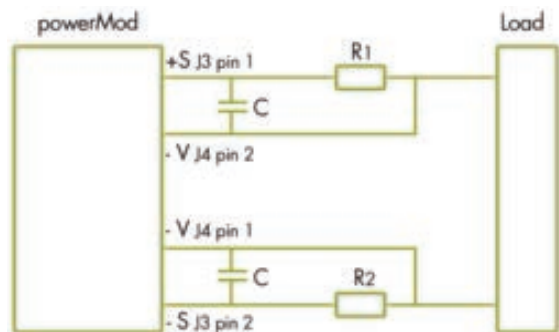 powerMod
Load
+S J3 pin 1
R1
C
- V J4 pin 2
- V J4 pin 1
C
R2
- S J3 pin 2